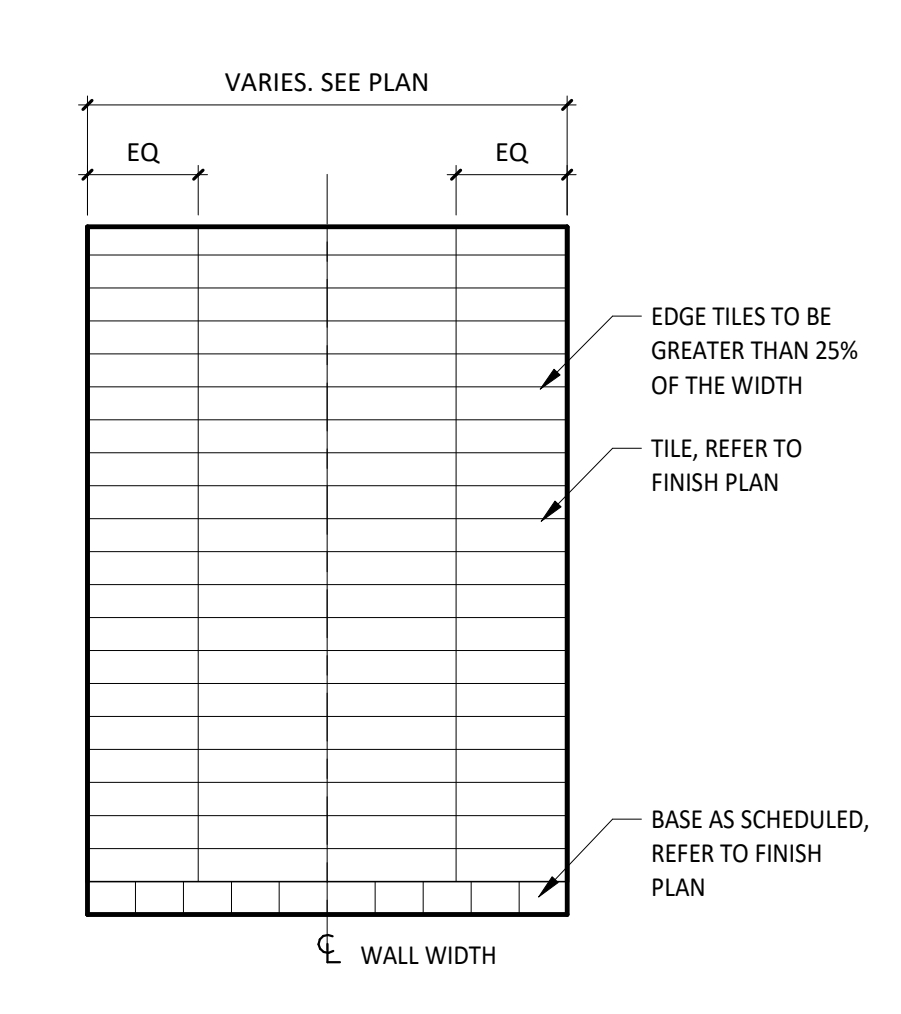 VARIES. SEE PLAN
EQ
EQ
EDGE TILES TO BE
GREATER THAN 25%
OF THE WIDTH
TILE, REFER TO
FINISH PLAN
BASE AS SCHEDULED,
REFER TO FINISH
PLAN
℄ WALL WIDTH